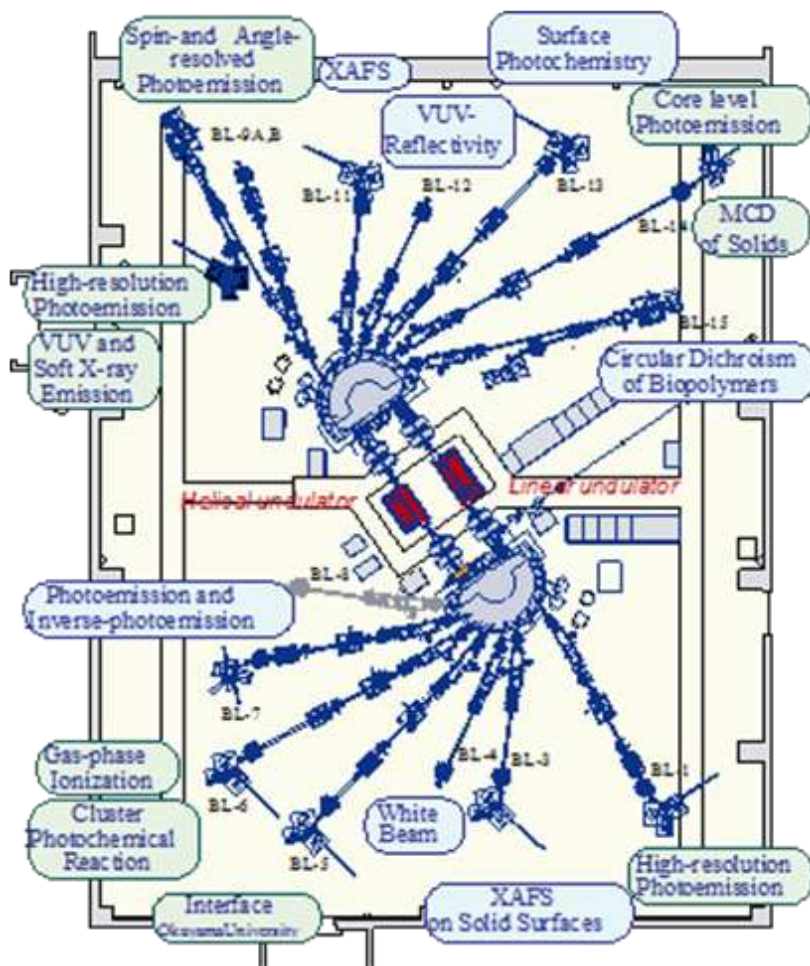 Spin-and Angle-
resolved
Photoemission
XAFS
Surface
Photochemistry
VUV-
Reflectivity
Core level
Photoemission
BL-9A,B
BL-11
BL-12
BL-13
BL-14
MCD
of Solids
High-resolution
Photoemission
BL-15
VUV and
Soft X-ray
Emission
Circular Dichroism
of Biopolymers
Helical undulator
Linear undulator
BL-8
Photoemission and
Inverse-photoemission
BL-7
Gas-phase
Ionization
BL-6
BL-4
BL-3
BL-1
Cluster
Photochemical
Reaction
BL-5
White
Beam
High-resolution
Photoemission
Interface
OkayamaUniversity
XAFS
on Solid Surfaces